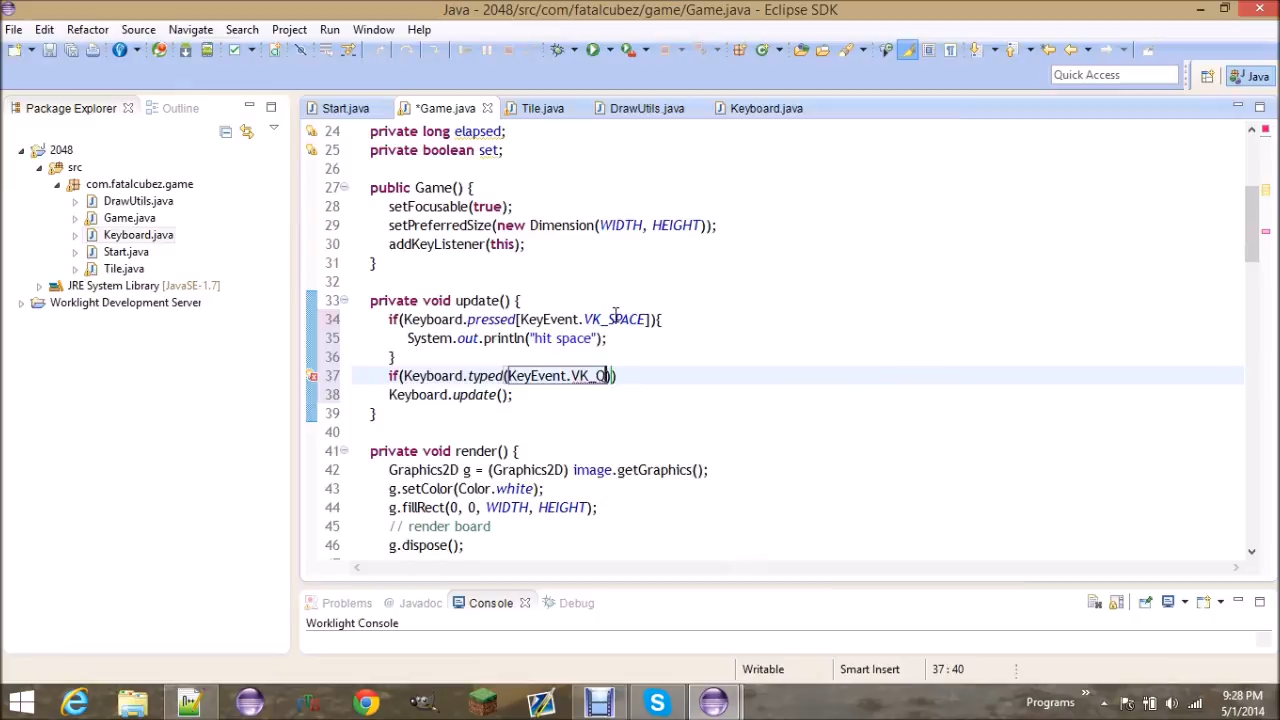 Java - 2048/src/com/fatalcubez/game/Game.java - Eclipse SDK
File Edit Refactor Source Navigate Search Project Run Window Help
Quick Access
Java
Package Explorer
Outline
Start.java
*Game.java
Tile.java
DrawUtils.java
Keyboard.java
2048
src
com.fatalcubez.game
DrawUtils.java
Game.java
Keyboard.java
Start.java
Tile.java
JRE System Library [JavaSE-1.7]
Worklight Development Server
24 private long elapsed;
25 private boolean set;
26
27 public Game() {
28 setFocusable(true);
29 setPreferredSize(new Dimension(WIDTH, HEIGHT));
30 addKeyListener(this);
31 }
32
33 private void update() {
34 if(Keyboard.pressed[KeyEvent.VK_SPACE]){
35 System.out.println("hit space");
36 }
37 if(Keyboard.typed(KeyEvent.VK_Q))
38 Keyboard.update();
39 }
40
41 private void render() {
42 Graphics2D g = (Graphics2D) image.getGraphics();
43 g.setColor(Color.white);
44 g.fillRect(0, 0, WIDTH, HEIGHT);
45 // render board
46 g.dispose();
Problems @ Javadoc Console Debug
Worklight Console
Writable Smart Insert 37 : 40
Programs
9:28 PM
5/1/2014